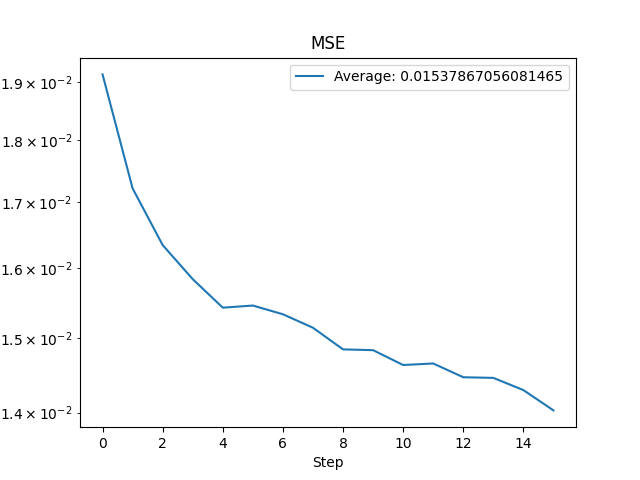 MSE
Average: 0.01537867056081465
1.9 × 10⁻²
1.8 × 10⁻²
1.7 × 10⁻²
1.6 × 10⁻²
1.5 × 10⁻²
1.4 × 10⁻²
0 2 4 6 8 10 12 14
Step